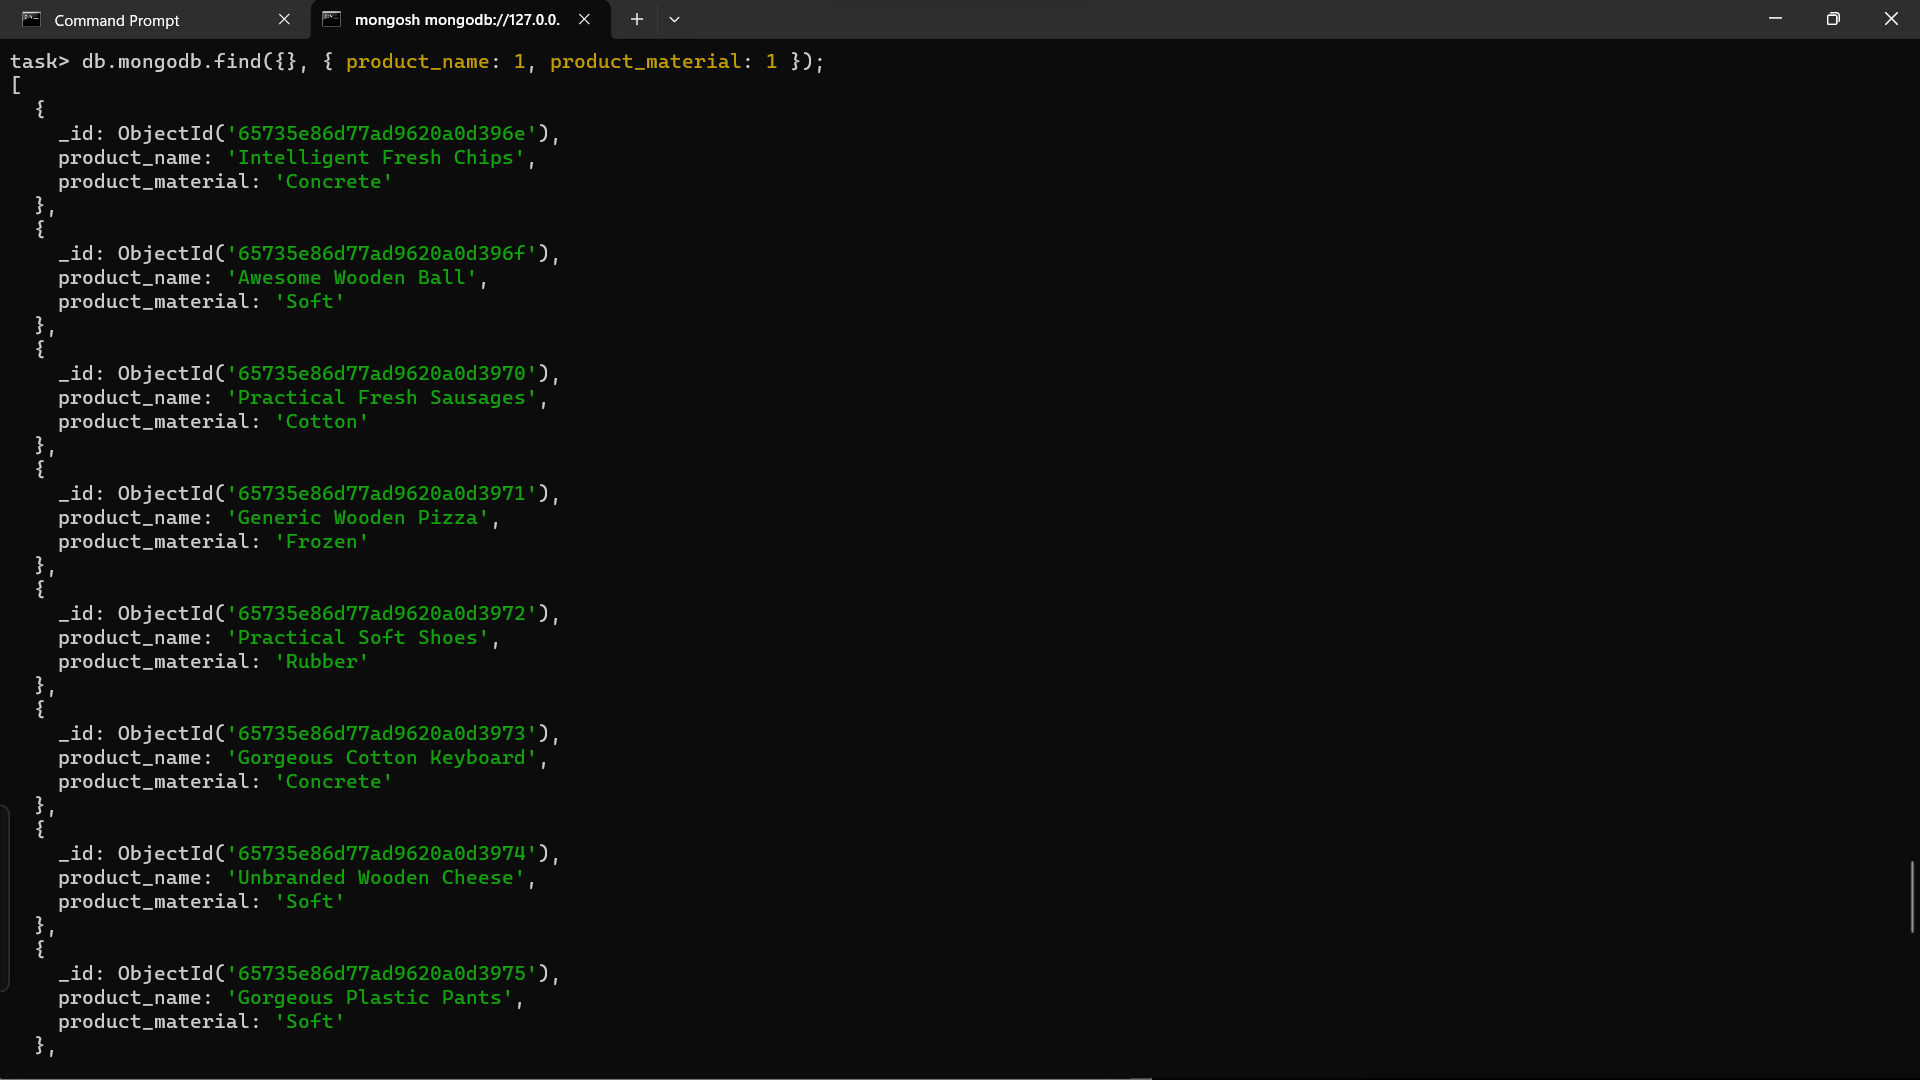 Command Prompt
mongosh mongodb://127.0.0.
task> db.mongodb.find({}, { product_name: 1, product_material: 1 });
[
  {
    _id: ObjectId('65735e86d77ad9620a0d396e'),
    product_name: 'Intelligent Fresh Chips',
    product_material: 'Concrete'
  },
  {
    _id: ObjectId('65735e86d77ad9620a0d396f'),
    product_name: 'Awesome Wooden Ball',
    product_material: 'Soft'
  },
  {
    _id: ObjectId('65735e86d77ad9620a0d3970'),
    product_name: 'Practical Fresh Sausages',
    product_material: 'Cotton'
  },
  {
    _id: ObjectId('65735e86d77ad9620a0d3971'),
    product_name: 'Generic Wooden Pizza',
    product_material: 'Frozen'
  },
  {
    _id: ObjectId('65735e86d77ad9620a0d3972'),
    product_name: 'Practical Soft Shoes',
    product_material: 'Rubber'
  },
  {
    _id: ObjectId('65735e86d77ad9620a0d3973'),
    product_name: 'Gorgeous Cotton Keyboard',
    product_material: 'Concrete'
  },
  {
    _id: ObjectId('65735e86d77ad9620a0d3974'),
    product_name: 'Unbranded Wooden Cheese',
    product_material: 'Soft'
  },
  {
    _id: ObjectId('65735e86d77ad9620a0d3975'),
    product_name: 'Gorgeous Plastic Pants',
    product_material: 'Soft'
  },